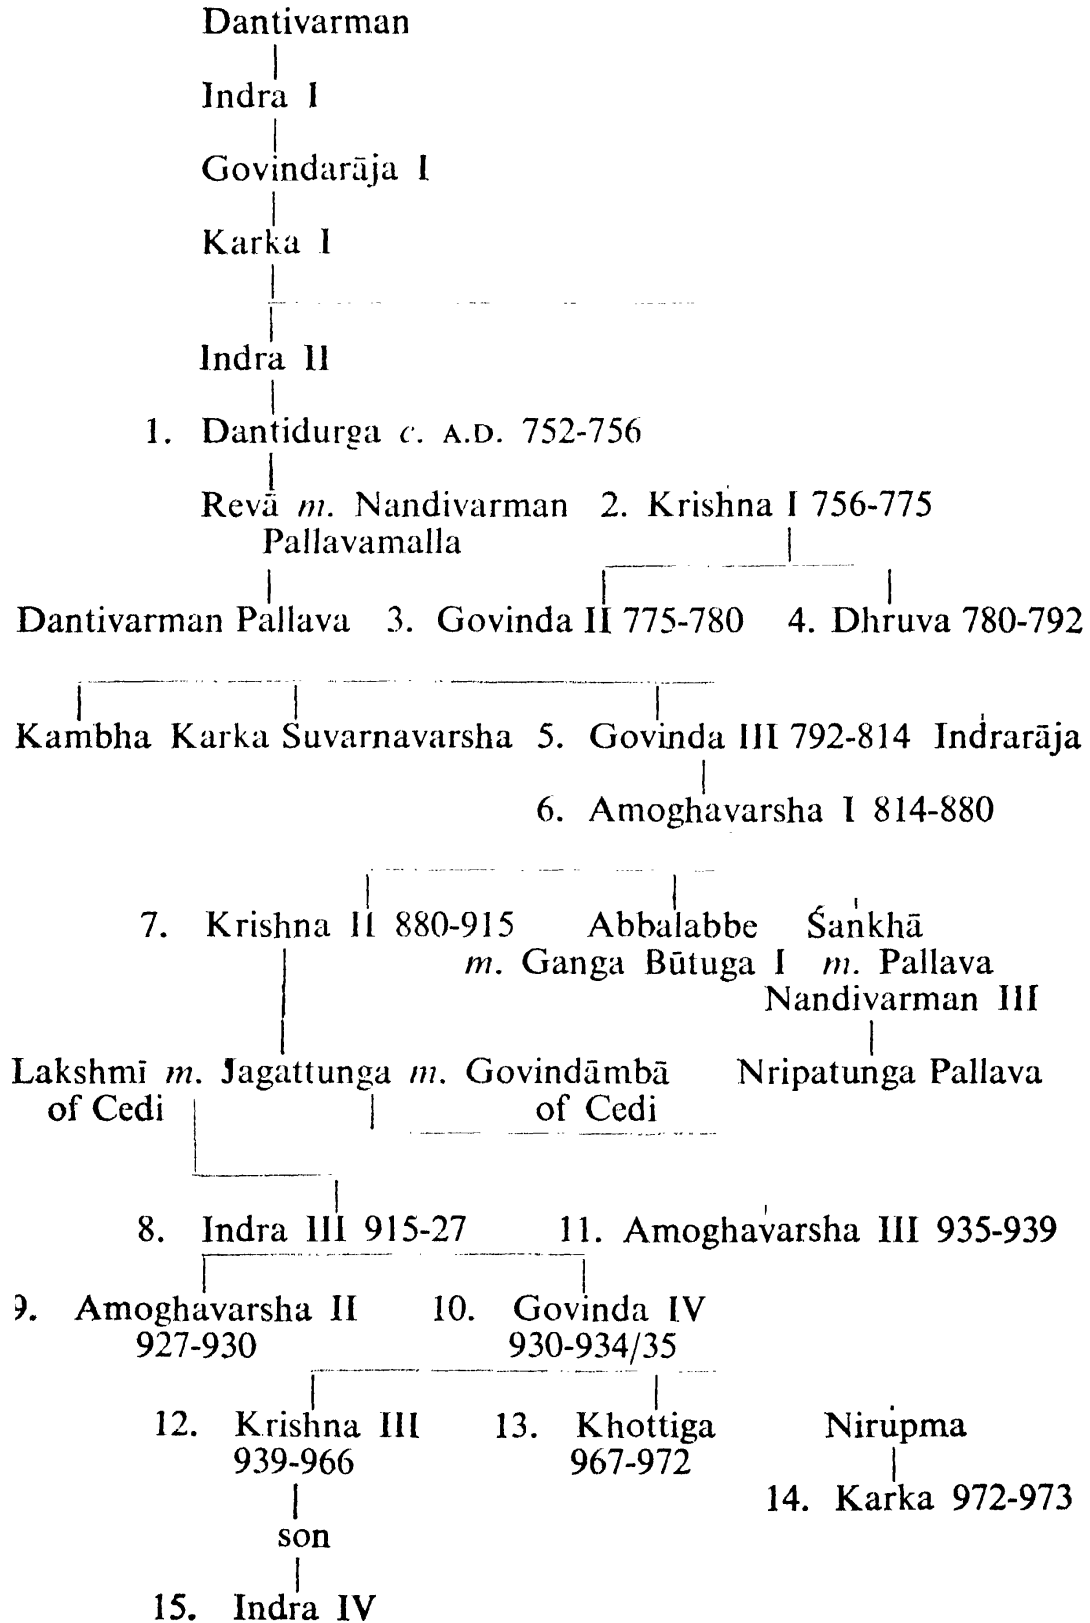 Dantivarman
Indra I
Govindarāja I
Karka I
Indra II
1. Dantidurga c. A.D. 752-756
Revā m. Nandivarman 2. Krishna I 756-775
Pallavamalla
Dantivarman Pallava 3. Govinda II 775-780 4. Dhruva 780-792
Kambha Karka Suvarnavarsha 5. Govinda III 792-814 Indrarāja
6. Amoghavarsha I 814-880
7. Krishna II 880-915 Abbalabbe Śankhā
m. Ganga Būtuga I m. Pallava
Nandivarman III
Lakshmī m. Jagattunga m. Govindāmbā Nripatunga Pallava
of Cedi of Cedi
8. Indra III 915-27 11. Amoghavarsha III 935-939
9. Amoghavarsha II 10. Govinda IV
927-930 930-934/35
12. Krishna III 13. Khottiga Nirupma
939-966 967-972
14. Karka 972-973
son
15. Indra IV